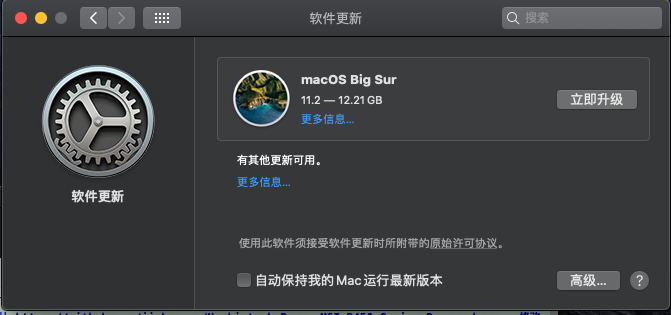 软件更新
搜索
macOS Big Sur
11.2 — 12.21 GB
立即升级
更多信息...
有其他更新可用。
更多信息...
软件更新
使用此软件须接受软件更新时所附带的原始许可协议。
自动保持我的 Mac 运行最新版本
高级...
?